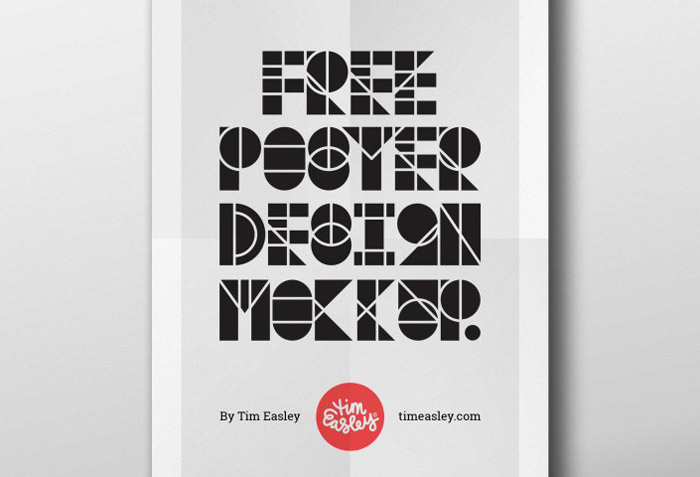 FREE
POSTER
DESIGN
MOCKUP.
By Tim Easley
Tim
Easley®
timeasley.com